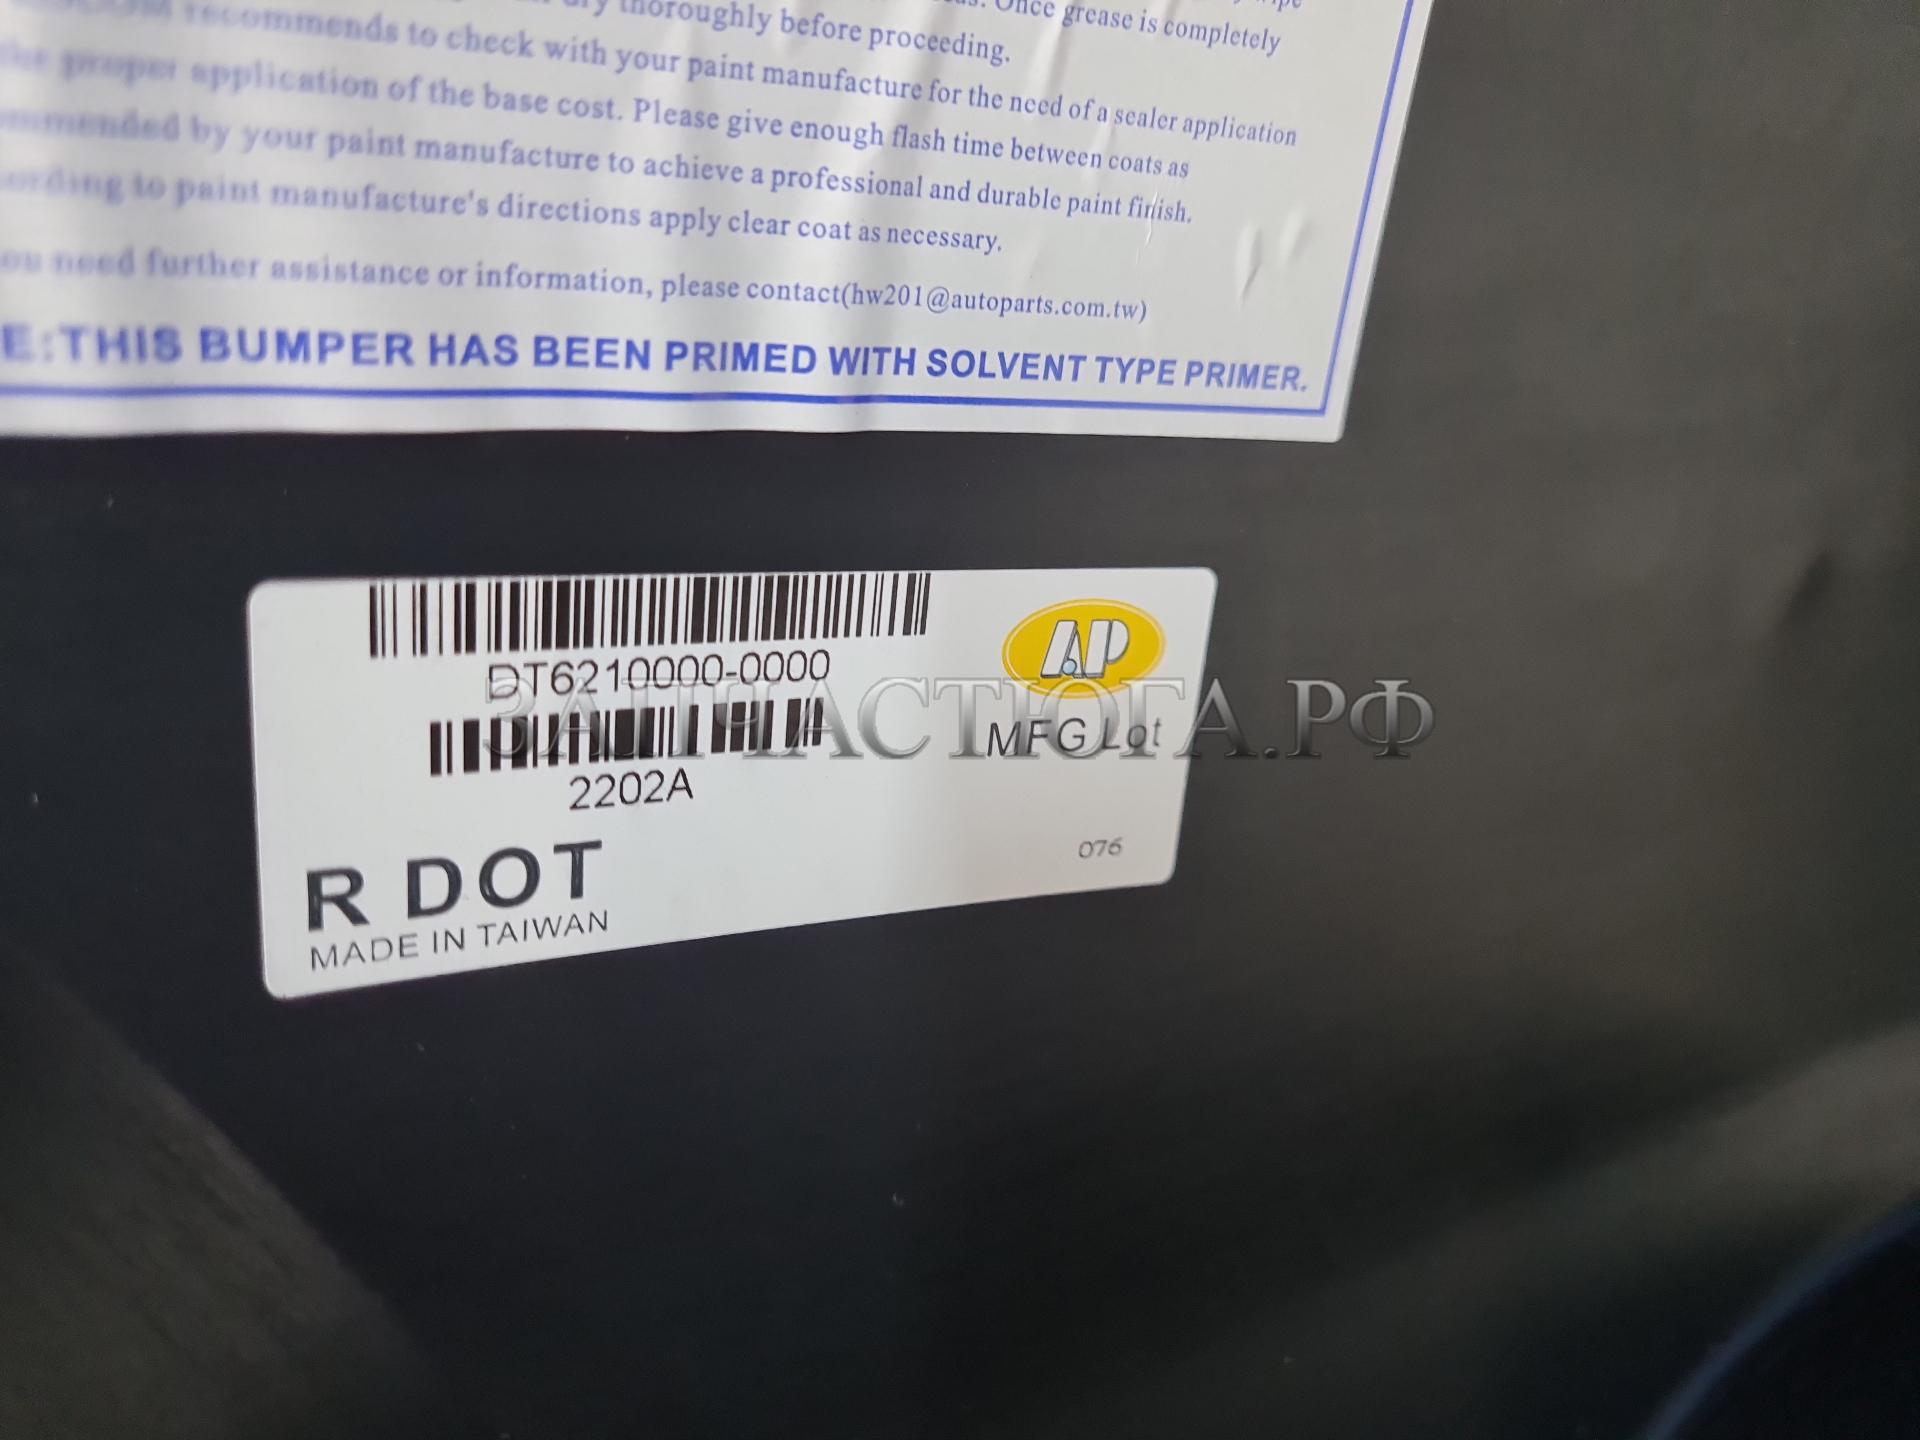 Once grease is completely
thoroughly before proceeding.
recommends to check with your paint manufacture for the need of a sealer application
the proper application of the base cost. Please give enough flash time between coats as
by your paint manufacture to achieve a professional and durable paint finish.
to paint manufacture's directions apply clear coat as necessary.
need further assistance or information, please contact(hw201@autoparts.com.tw)
E:THIS BUMPER HAS BEEN PRIMED WITH SOLVENT TYPE PRIMER.
DT6210000-0000
AP
ЗАПЧАСТЮГА.РФ
MFG Lot
2202A
076
R DOT
MADE IN TAIWAN